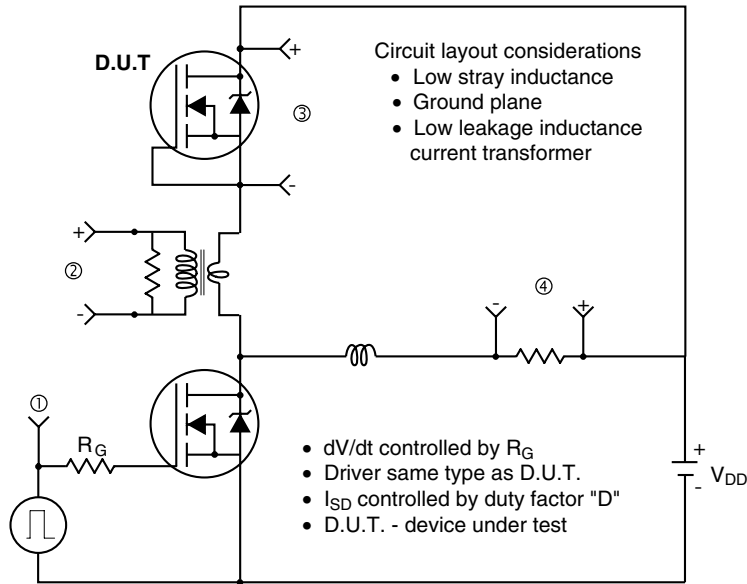 D.U.T
+
③
-
Circuit layout considerations
• Low stray inductance
• Ground plane
• Low leakage inductance
current transformer
+
②
-
④
-
+
①
RG
• dV/dt controlled by RG
• Driver same type as D.U.T.
• ISD controlled by duty factor "D"
• D.U.T. - device under test
+
VDD
-